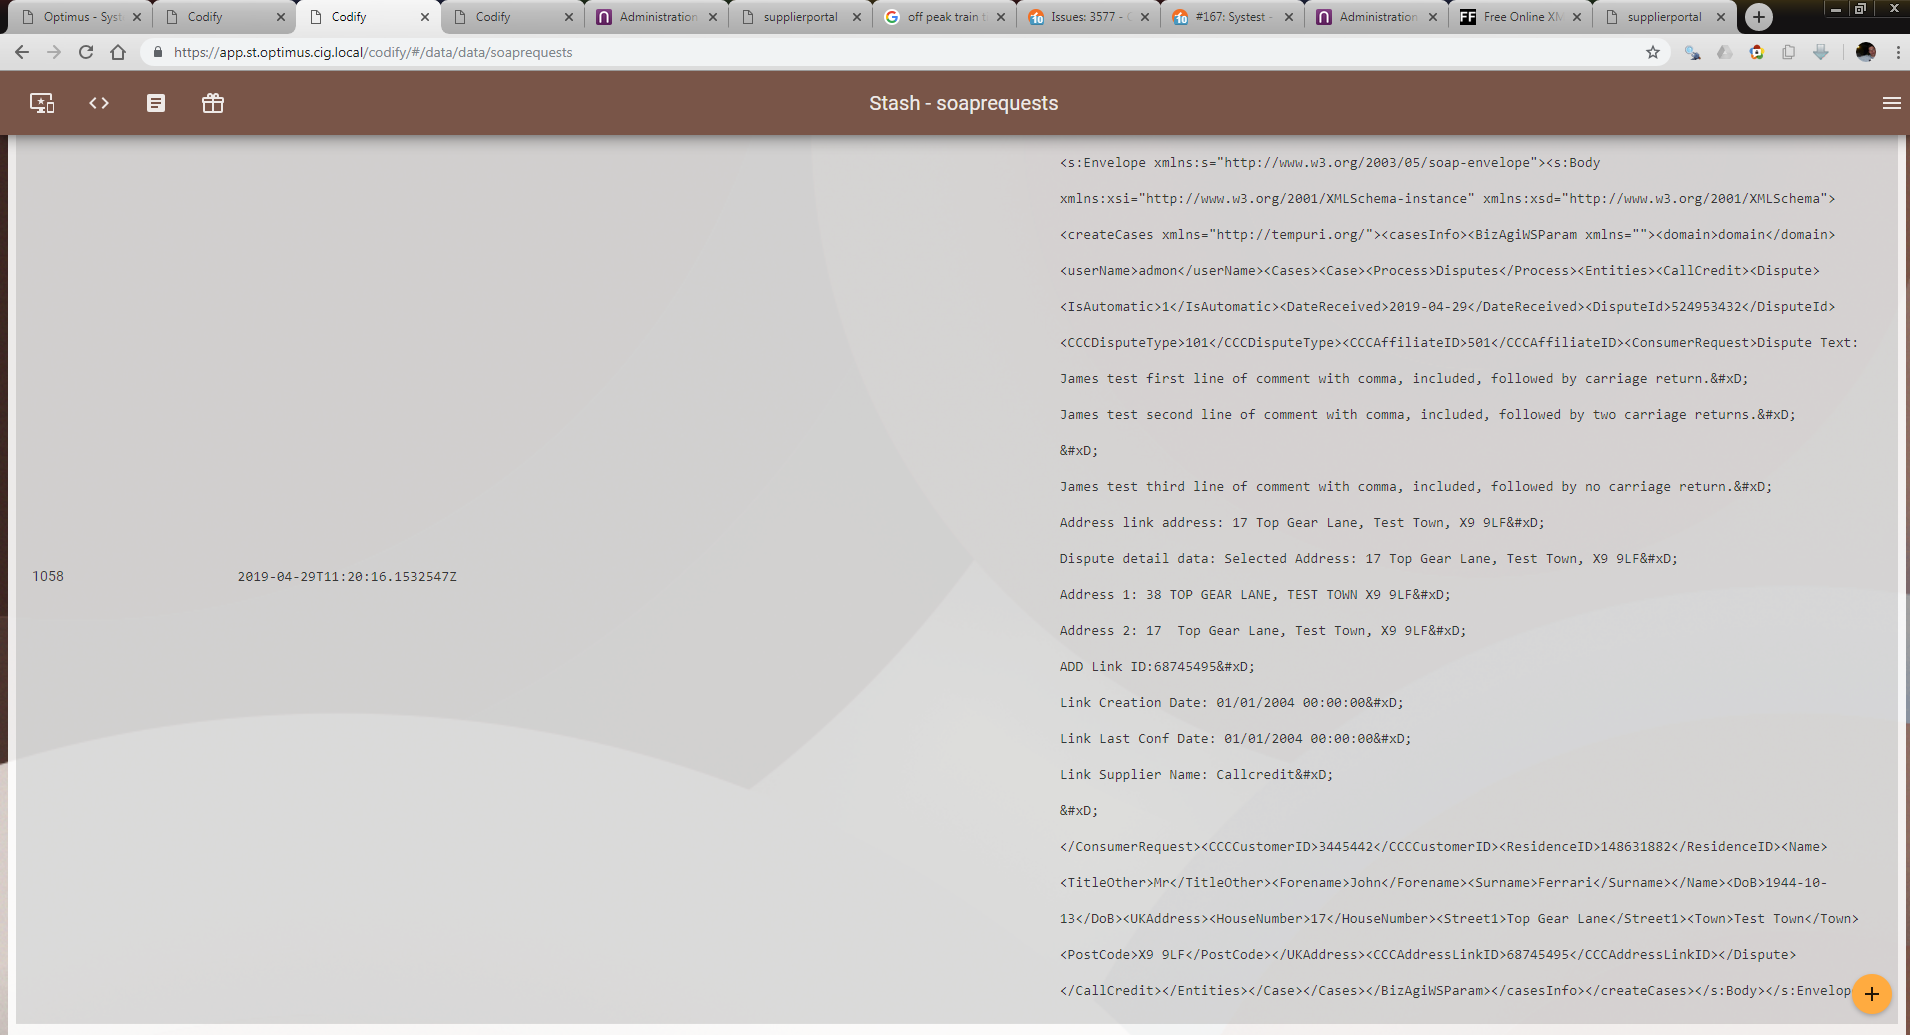 Optimus - Syst
Codify
Codify
Codify
Administration
supplierportal
off peak train t
Issues: 3577 -
#167: Systest -
Administration
Free Online XM
supplierportal
https://app.st.optimus.cig.local/codify/#/data/data/soaprequests
Stash - soaprequests
<s:Envelope xmlns:s="http://www.w3.org/2003/05/soap-envelope"><s:Body
xmlns:xsi="http://www.w3.org/2001/XMLSchema-instance" xmlns:xsd="http://www.w3.org/2001/XMLSchema">
<createCases xmlns="http://tempuri.org/"><casesInfo><BizAgiWSParam xmlns=""><domain>domain</domain>
<userName>admon</userName><Cases><Case><Process>Disputes</Process><Entities><CallCredit><Dispute>
<IsAutomatic>1</IsAutomatic><DateReceived>2019-04-29</DateReceived><DisputeId>524953432</DisputeId>
<CCCDisputeType>101</CCCDisputeType><CCCAffiliateID>501</CCCAffiliateID><ConsumerRequest>Dispute Text:
James test first line of comment with comma, included, followed by carriage return.&#xD;
James test second line of comment with comma, included, followed by two carriage returns.&#xD;
&#xD;
James test third line of comment with comma, included, followed by no carriage return.&#xD;
Address link address: 17 Top Gear Lane, Test Town, X9 9LF&#xD;
Dispute detail data: Selected Address: 17 Top Gear Lane, Test Town, X9 9LF&#xD;
1058
2019-04-29T11:20:16.1532547Z
Address 1: 38 TOP GEAR LANE, TEST TOWN X9 9LF&#xD;
Address 2: 17  Top Gear Lane, Test Town, X9 9LF&#xD;
ADD Link ID:68745495&#xD;
Link Creation Date: 01/01/2004 00:00:00&#xD;
Link Last Conf Date: 01/01/2004 00:00:00&#xD;
Link Supplier Name: Callcredit&#xD;
&#xD;
</ConsumerRequest><CCCCustomerID>3445442</CCCCustomerID><ResidenceID>148631882</ResidenceID><Name>
<TitleOther>Mr</TitleOther><Forename>John</Forename><Surname>Ferrari</Surname></Name><DoB>1944-10-
13</DoB><UKAddress><HouseNumber>17</HouseNumber><Street1>Top Gear Lane</Street1><Town>Test Town</Town>
<PostCode>X9 9LF</PostCode></UKAddress><CCCAddressLinkID>68745495</CCCAddressLinkID></Dispute>
</CallCredit></Entities></Case></Cases></BizAgiWSParam></casesInfo></createCases></s:Body></s:Envelop